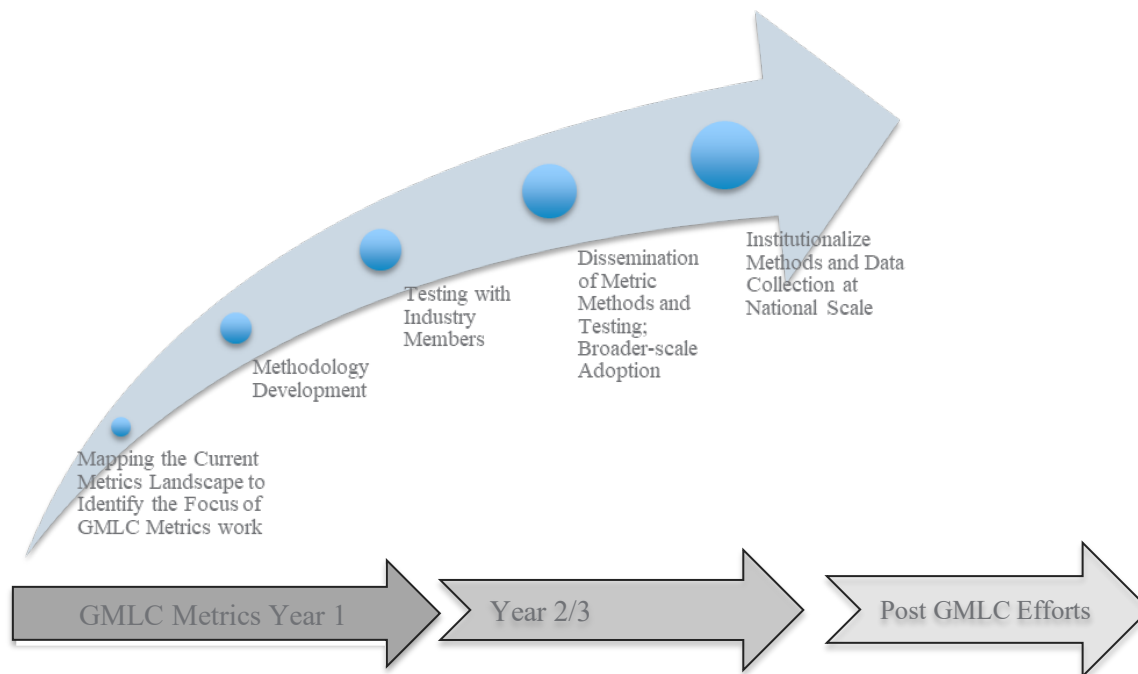 Mapping the Current
Metrics Landscape to
Identify the Focus of
GMLC Metrics work
Methodology
Development
Testing with
Industry
Members
Dissemination
of Metric
Methods and
Testing;
Broader-scale
Adoption
Institutionalize
Methods and Data
Collection at
National Scale
GMLC Metrics Year 1
Year 2/3
Post GMLC Efforts